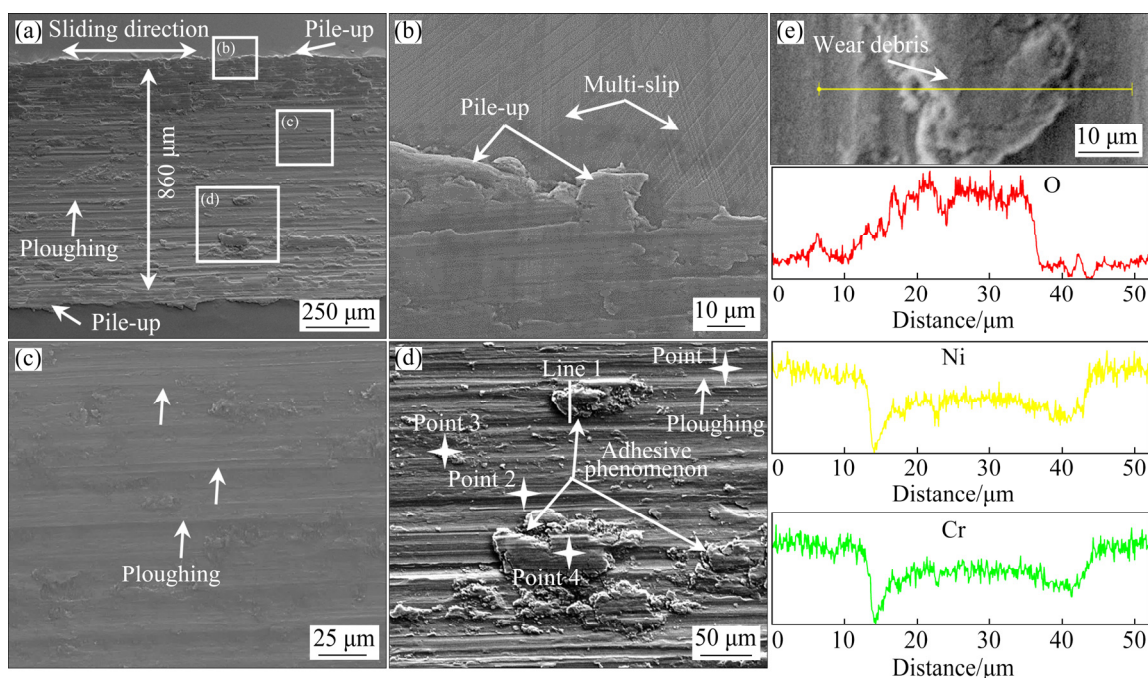 (a)
Sliding direction
(b)
Pile-up
860 μm
(c)
(d)
Ploughing
Pile-up
250 μm
(b)
Multi-slip
Pile-up
10 μm
(c)
Ploughing
25 μm
(d)
Line 1
Point 1
Ploughing
Point 3
Adhesive
phenomenon
Point 2
Point 4
50 μm
(e)
Wear debris
10 μm
O
0 10 20 30 40 50
Distance/μm
Ni
0 10 20 30 40 50
Distance/μm
Cr
0 10 20 30 40 50
Distance/μm